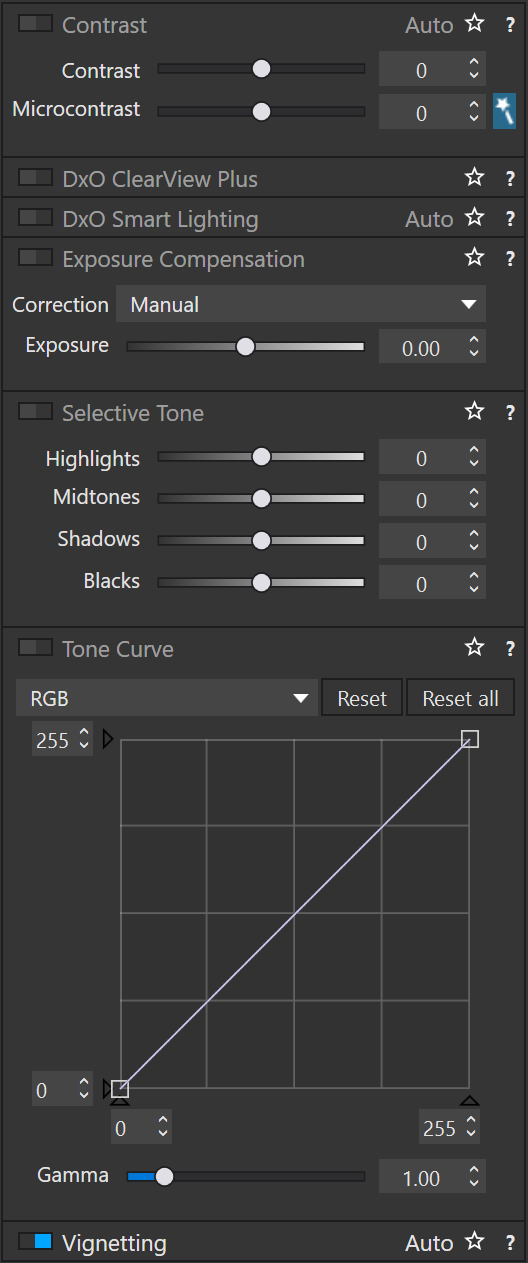 Contrast Auto ?
Contrast 0
Microcontrast 0
DxO ClearView Plus ?
DxO Smart Lighting Auto ?
Exposure Compensation ?
Correction Manual
Exposure 0.00
Selective Tone ?
Highlights 0
Midtones 0
Shadows 0
Blacks 0
Tone Curve ?
RGB Reset Reset all
255
0
0 255
Gamma 1.00
Vignetting Auto ?